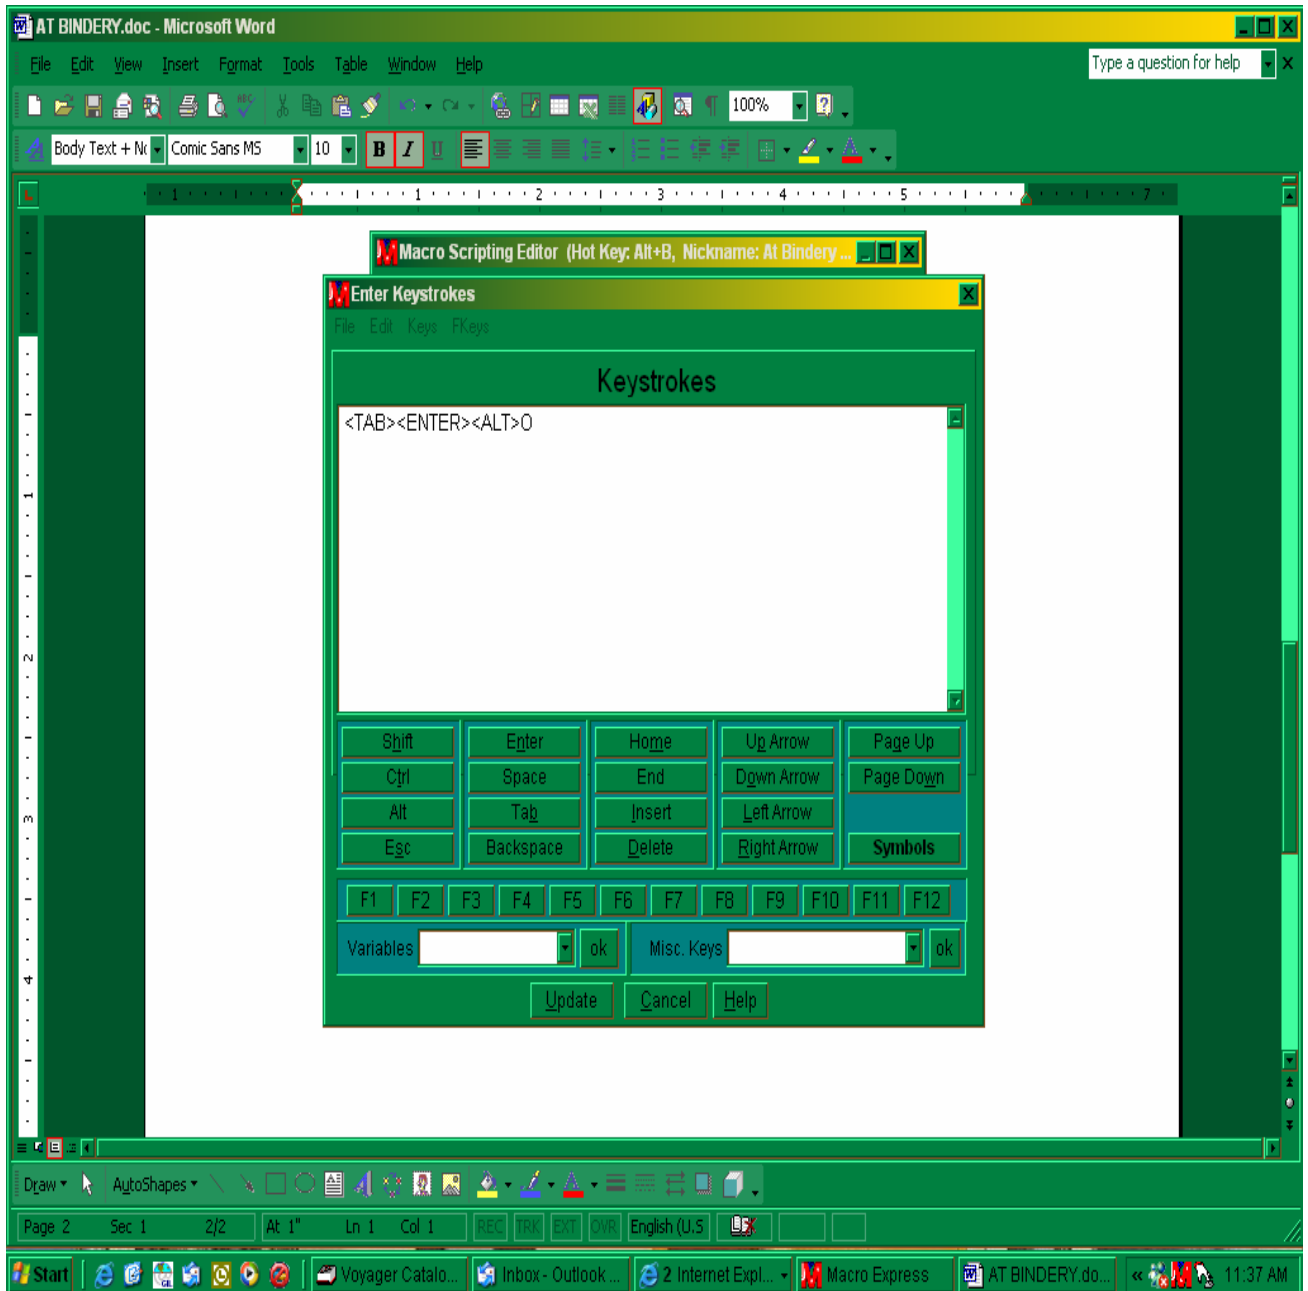 AT BINDERY.doc - Microsoft Word
File Edit View Insert Format Tools Table Window Help Type a question for help
100%
Body Text + Comic Sans MS 10 B I U
1 1 2 3 4 5 7
Macro Scripting Editor (Hot Key: Alt+B, Nickname: At Bindery ...
Enter Keystrokes
File Edit Keys FKeys
Keystrokes
<TAB><ENTER><ALT>O
Shift Enter Home Up Arrow Page Up
Ctrl Space End Down Arrow Page Down
Alt Tab Insert Left Arrow
Esc Backspace Delete Right Arrow Symbols
F1 F2 F3 F4 F5 F6 F7 F8 F9 F10 F11 F12
Variables ok Misc. Keys ok
Update Cancel Help
1
2
3
4
Draw AutoShapes
Page 2 Sec 1 2/2 At 1" Ln 1 Col 1 REC TRK EXT OVR English (U.S
Start Voyager Catalo... Inbox - Outlook ... 2 Internet Expl... Macro Express AT BINDERY.do... « 11:37 AM